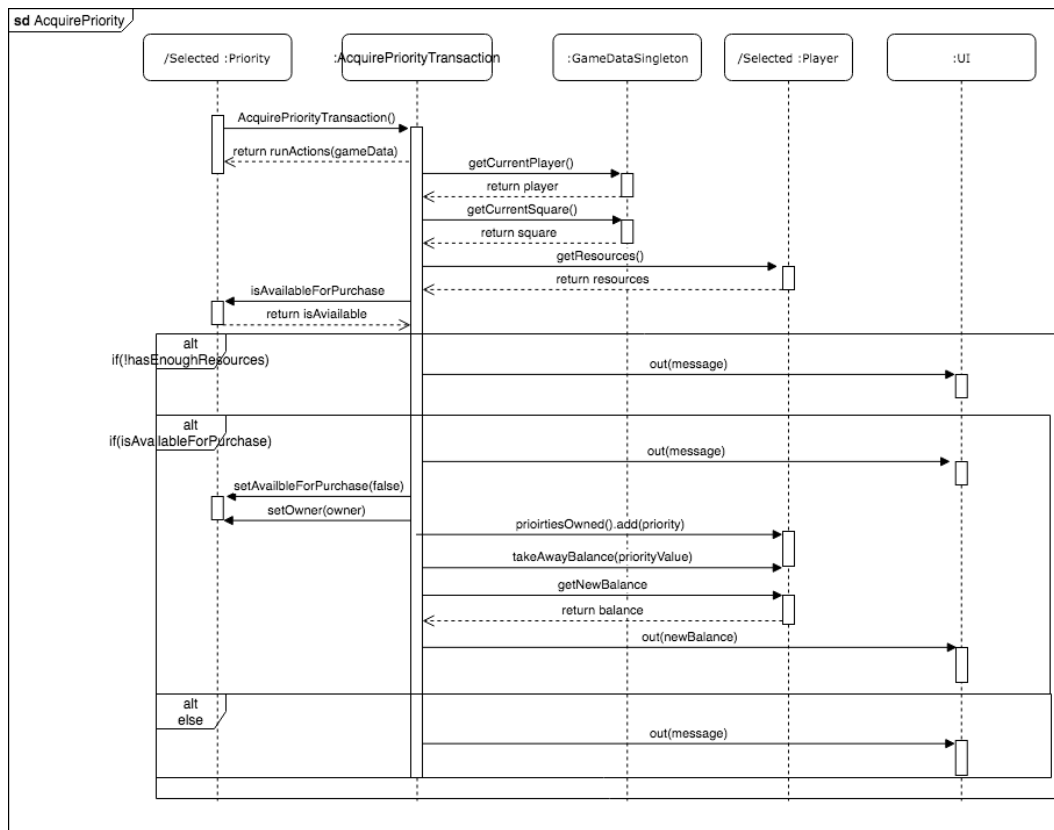 sd AcquirePriority
/Selected :Priority
:AcquirePriorityTransaction
:GameDataSingleton
/Selected :Player
:UI
AcquirePriorityTransaction()
return runActions(gameData)
getCurrentPlayer()
return player
getCurrentSquare()
return square
getResources()
return resources
isAvailableForPurchase
return isAviailable
alt
if(!hasEnoughResources)
out(message)
alt
if(isAvailableForPurchase)
out(message)
setAvailbleForPurchase(false)
setOwner(owner)
prioirtiesOwned().add(priority)
takeAwayBalance(priorityValue)
getNewBalance
return balance
out(newBalance)
alt
else
out(message)